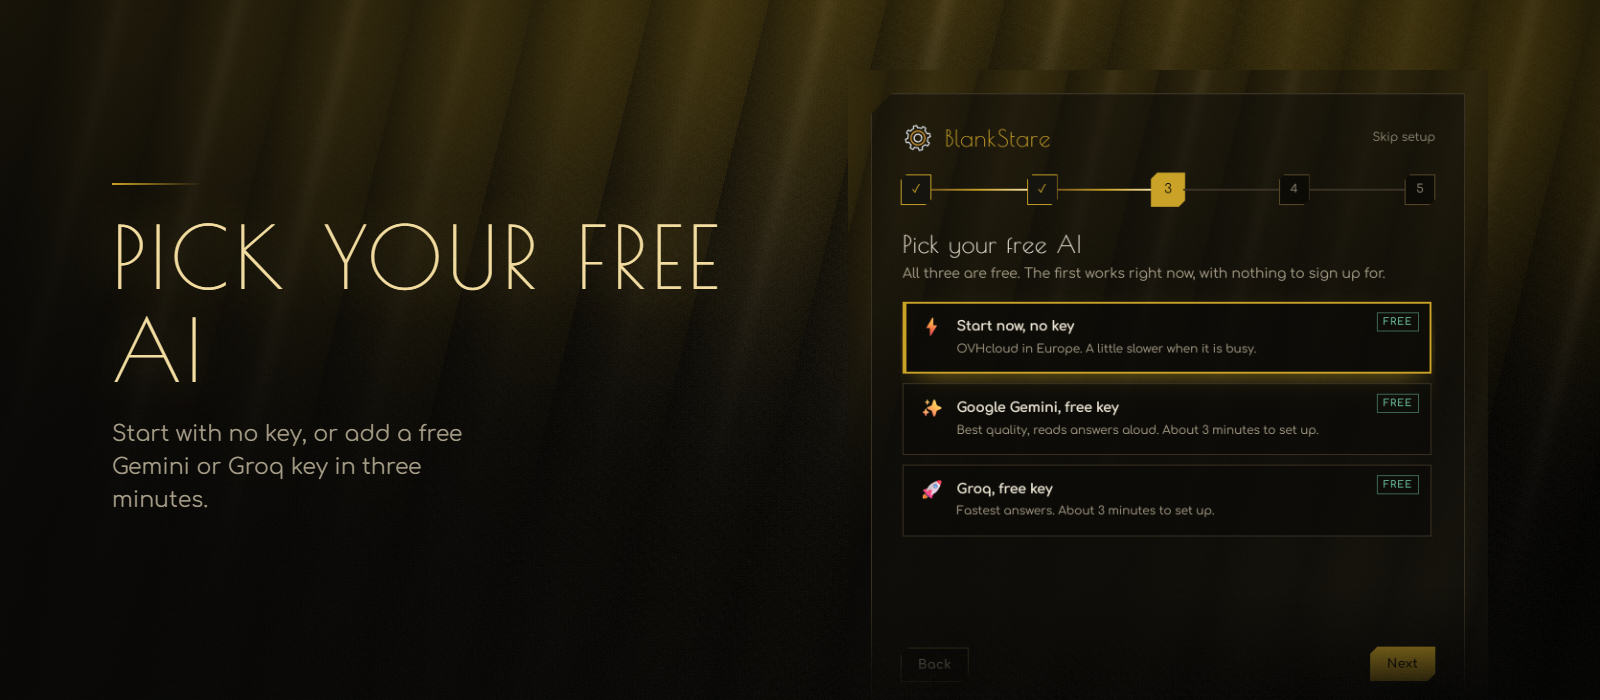 PICK YOUR FREE
AI
Start with no key, or add a free
Gemini or Groq key in three
minutes.
BlankStare
Skip setup
✓ ✓ 3 4 5
Pick your free AI
All three are free. The first works right now, with nothing to sign up for.
Start now, no key
FREE
OVHcloud in Europe. A little slower when it is busy.
Google Gemini, free key
FREE
Best quality, reads answers aloud. About 3 minutes to set up.
Groq, free key
FREE
Fastest answers. About 3 minutes to set up.
Back
Next